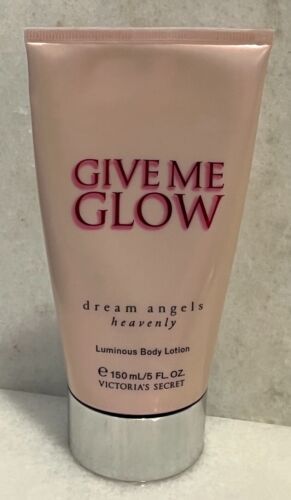 GIVE ME
GLOW
dream angels
heavenly
Luminous Body Lotion
℮ 150 mL/5 FL. OZ.
VICTORIA'S SECRET